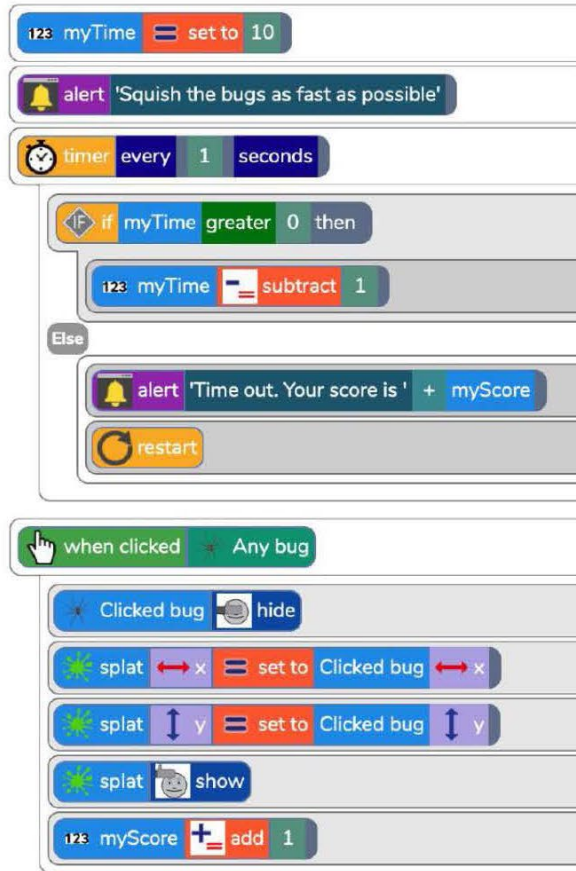 123 myTime = set to 10
alert 'Squish the bugs as fast as possible'
timer every 1 seconds
IF if myTime greater 0 then
123 myTime -= subtract 1
Else
alert 'Time out. Your score is ' + myScore
restart
when clicked Any bug
Clicked bug hide
splat x = set to Clicked bug x
splat y = set to Clicked bug y
splat show
123 myScore += add 1